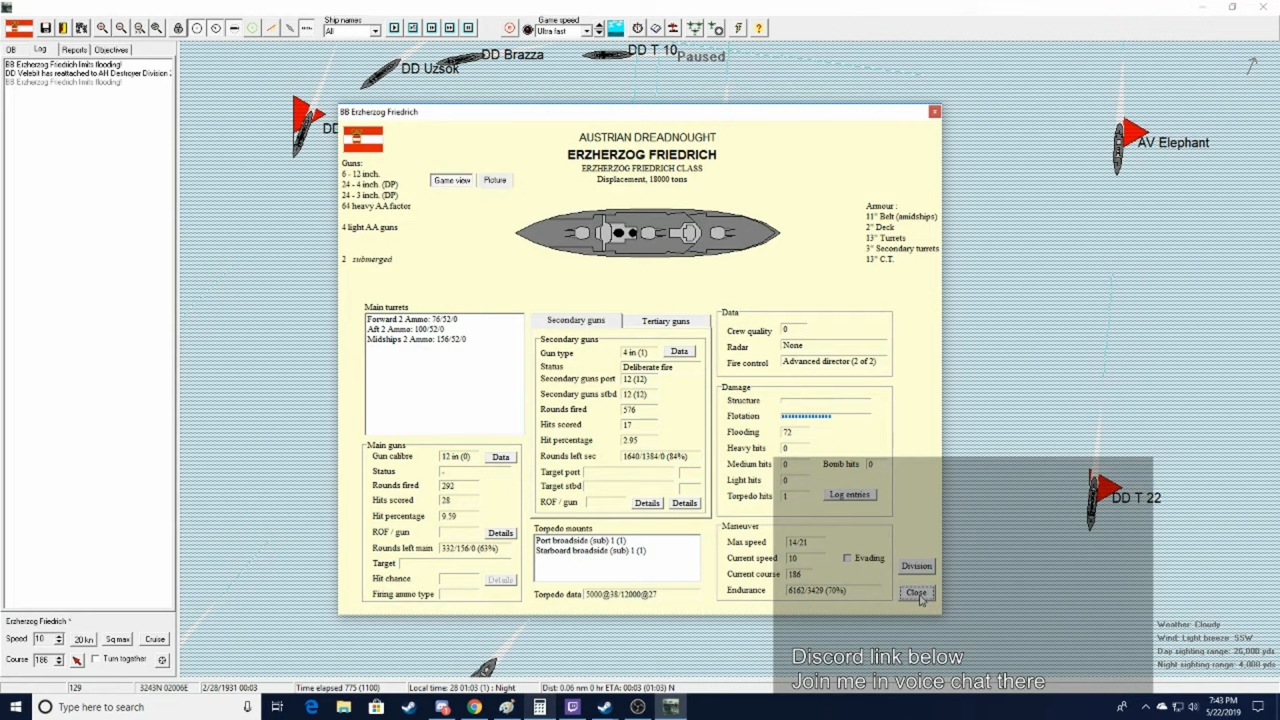 Ship names
All
Game speed
Ultra fast
OB Log Reports Objectives
BB Erzherzog Friedrich limits flooding!
DD Velebit has reattached to AH Destroyer Division
BB Erzherzog Friedrich limits flooding!
DD Uzsok
DD Brazza
DD T 10
Paused
DD
AV Elephant
DD T 22
BB Erzherzog Friedrich
AUSTRIAN DREADNOUGHT
ERZHERZOG FRIEDRICH
ERZHERZOG FRIEDRICH CLASS
Displacement, 18000 tons
Guns:
6 - 12 inch.
24 - 4 inch. (DP)
24 - 3 inch. (DP)
64 heavy AA factor
4 light AA guns
2 submerged
Game view Picture
Armour :
11" Belt (amidships)
2" Deck
13" Turrets
3" Secondary turrets
13" C.T.
Main turrets
Forward 2 Ammo: 76/52/0
Aft 2 Ammo: 100/52/0
Midships 2 Ammo: 156/52/0
Main guns
Gun calibre 12 in (0) Data
Status -
Rounds fired 292
Hits scored 28
Hit percentage 9.59
ROF / gun Details
Rounds left main 332/156/0 (63%)
Target
Hit chance Details
Firing ammo type
Secondary guns Tertiary guns
Secondary guns
Gun type 4 in (1) Data
Status Deliberate fire
Secondary guns port 12 (12)
Secondary guns stbd 12 (12)
Rounds fired 576
Hits scored 17
Hit percentage 2.95
Rounds left sec 1640/1384/0 (84%)
Target port
Target stbd
ROF / gun Details Details
Torpedo mounts
Port broadside (sub) 1 (1)
Starboard broadside (sub) 1 (1)
Torpedo data 5000@38/12000@27
Data
Crew quality 0
Radar None
Fire control Advanced director (2 of 2)
Damage
Structure
Flotation
Flooding 72
Heavy hits 0
Medium hits 0 Bomb hits 0
Light hits 0
Torpedo hits 1 Log entries
Maneuver
Max speed 14/21
Current speed 10 Evading
Current course 186
Endurance 6162/3429 (70%)
Division
Close
Discord link below
Join me in voice chat there
Weather: Cloudy
Wind: Light breeze: SSW
Day sighting range: 26,000 yds
Night sighting range: 4,000 yds
Erzherzog Friedrich *
Speed 10 20 kn Sq max Cruise
Course 186 Turn together
129 3243N 02006E 2/28/1931 00:03 Time elapsed 775 (1100) Local time: 28 01:03 (1) : Night Dist: 0.06 nm 0 hr ETA: 00:03 (01:03) N
Type here to search
7:43 PM
5/22/2019